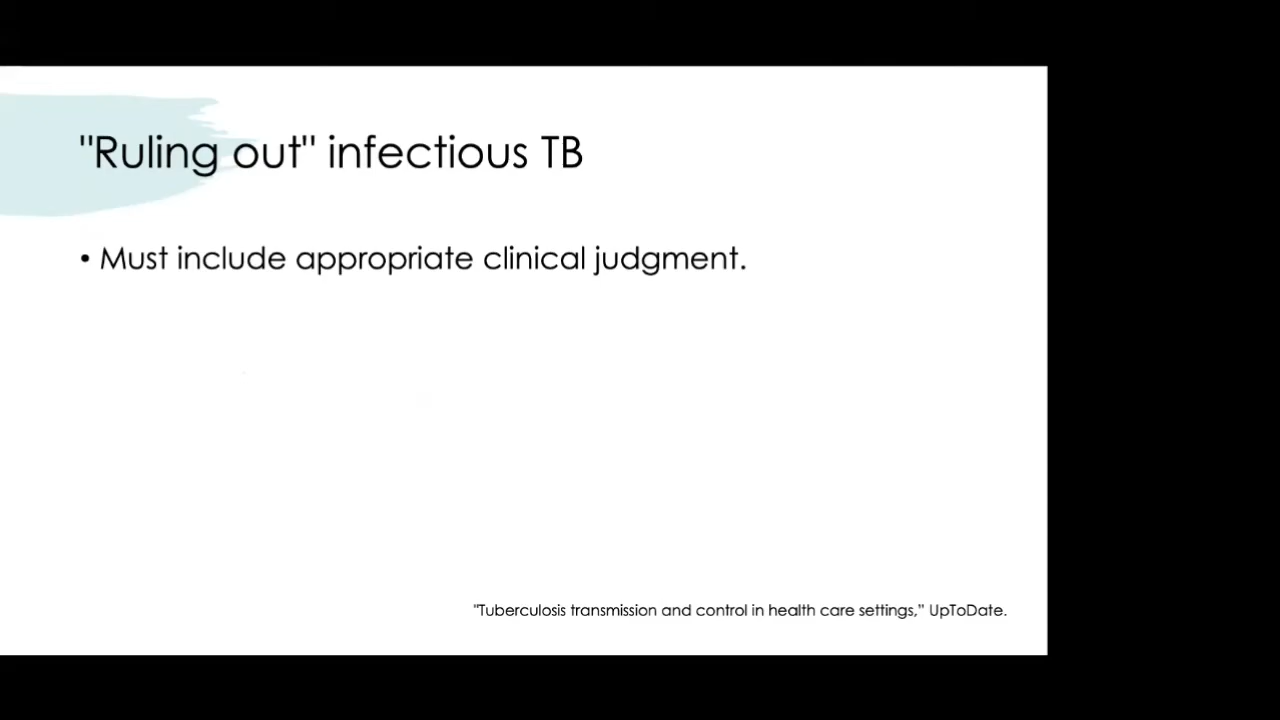 "Ruling out" infectious TB
• Must include appropriate clinical judgment.
"Tuberculosis transmission and control in health care settings,” UpToDate.